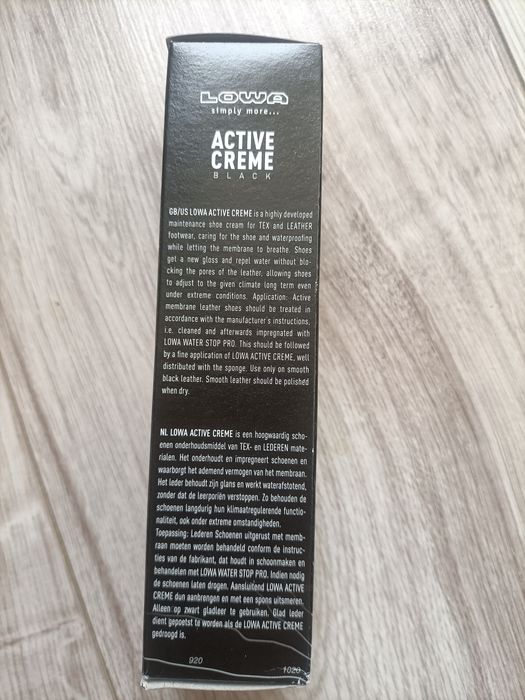 LOWA
simply more...
ACTIVE
CREME
BLACK
GB/US LOWA ACTIVE CREME is a highly developed
maintenance shoe cream for TEX and LEATHER
footwear, caring for the shoe and waterproofing
while letting the membrane to breathe. Shoes
get a new gloss and repel water without blo-
cking the pores of the leather, allowing shoes
to adjust to the given climate long term even
under extreme conditions. Application: Active
membrane leather shoes should be treated in
accordance with the manufacturer's instructions,
i.e. cleaned and afterwards impregnated with
LOWA WATER STOP PRO. This should be followed
by a fine application of LOWA ACTIVE CREME, well
distributed with the sponge. Use only on smooth
black leather. Smooth leather should be polished
when dry.
NL LOWA ACTIVE CREME is een hoogwaardig scho-
enen onderhoudsmiddel van TEX- en LEDEREN mate-
rialen. Het onderhoudt en impregneert schoenen en
waarborgt het ademend vermogen van het membraan.
Het leder behoudt zijn glans en werkt waterafstotend,
zonder dat de leerporiën verstoppen. Zo behouden de
schoenen langdurig hun klimaatregulerende functio-
naliteit, ook onder extreme omstandigheden.
Toepassing: Lederen Schoenen uitgerust met memb-
raan moeten worden behandeld conform de instruc-
ties van de fabrikant, dat houdt in schoonmaken en
behandelen met LOWA WATER STOP PRO. Indien nodig
de schoenen laten drogen. Aansluitend LOWA ACTIVE
CREME dun aanbrengen en met een spons uitsmeren.
Alleen op zwart gladleer te gebruiken. Glad leder
dient gepoetst te worden als de LOWA ACTIVE CREME
gedroogd is.
920
1020